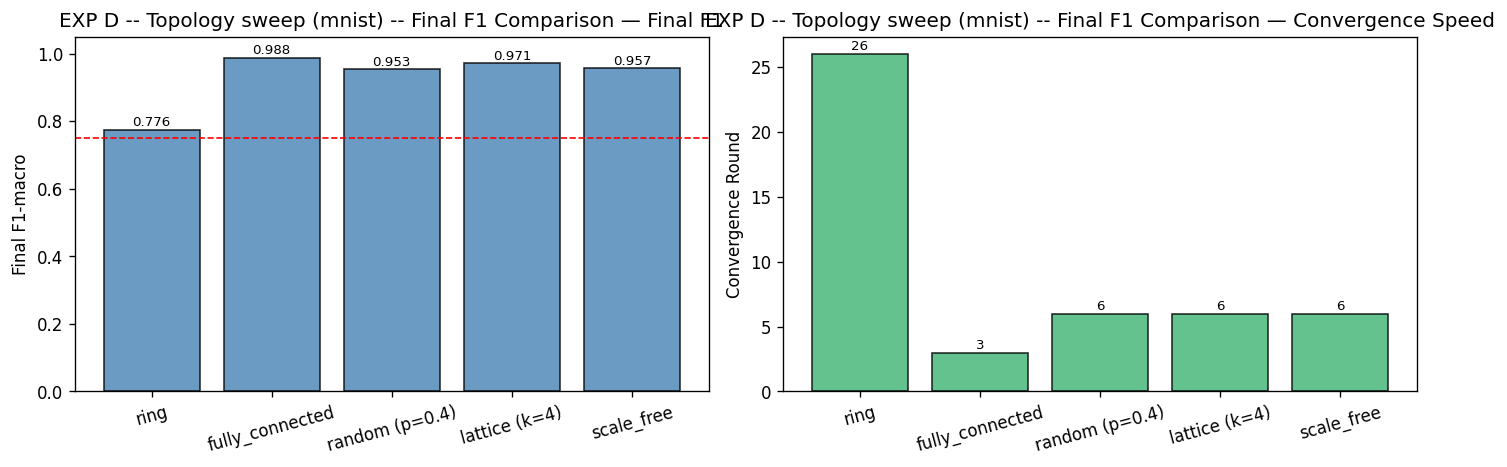 EXP D -- Topology sweep (mnist) -- Final F1 Comparison — Final F1
Final F1-macro
1.0
0.8
0.6
0.4
0.2
0.0
0.776
0.988
0.953
0.971
0.957
ring
fully_connected
random (p=0.4)
lattice (k=4)
scale_free
EXP D -- Topology sweep (mnist) -- Final F1 Comparison — Convergence Speed
Convergence Round
25
20
15
10
5
0
26
3
6
6
6
ring
fully_connected
random (p=0.4)
lattice (k=4)
scale_free